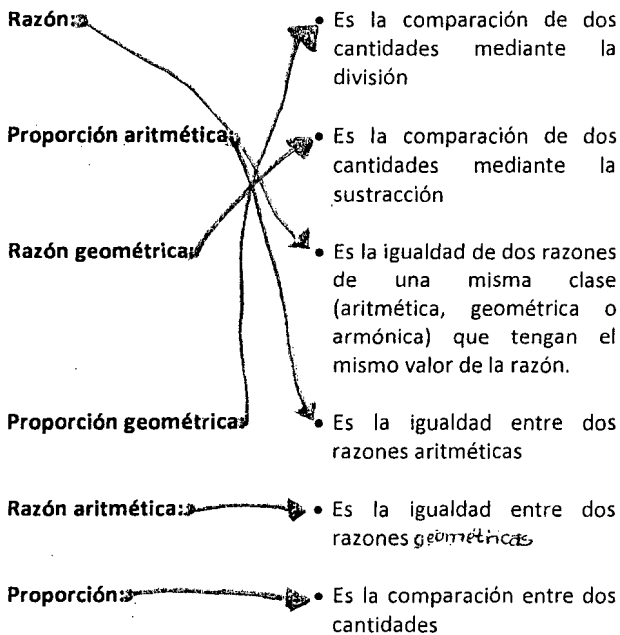 Razón:
• Es la comparación de dos
cantidades mediante la
división
Proporción aritmética:
• Es la comparación de dos
cantidades mediante la
sustracción
Razón geométrica:
• Es la igualdad de dos razones
de una misma clase
(aritmética, geométrica o
armónica) que tengan el
mismo valor de la razón.
Proporción geométrica:
• Es la igualdad entre dos
razones aritméticas
Razón aritmética:
• Es la igualdad entre dos
razones geométricas
Proporción:
• Es la comparación entre dos
cantidades